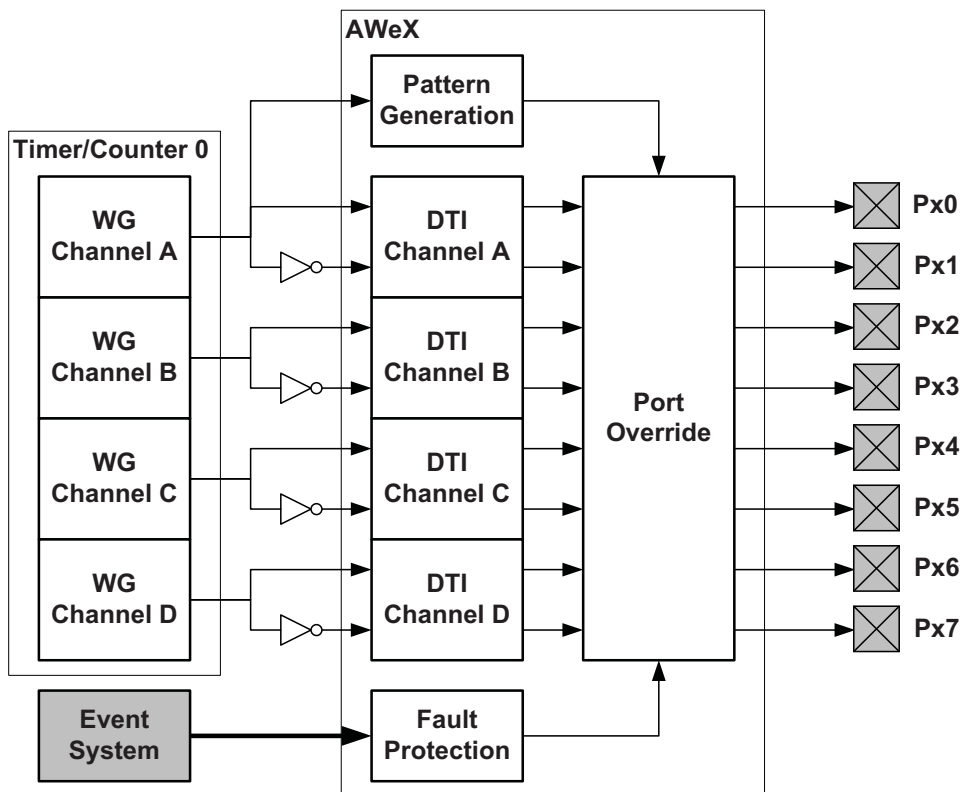 AWeX
Pattern
Generation
Timer/Counter 0
WG
Channel A
DTI
Channel A
Px0
Px1
WG
Channel B
DTI
Channel B
Px2
Px3
Port
Override
WG
Channel C
DTI
Channel C
Px4
Px5
WG
Channel D
DTI
Channel D
Px6
Px7
Event
System
Fault
Protection